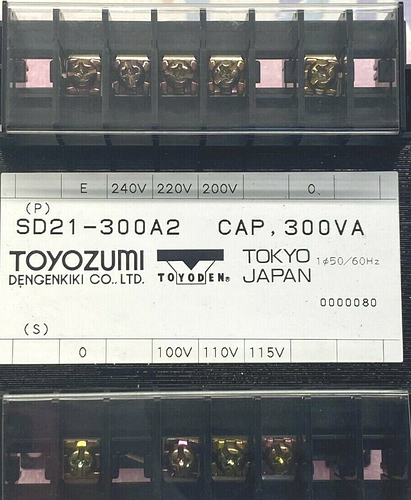 E 240V 220V 200V 0
(P)
SD21-300A2 CAP, 300VA
TOYOZUMI
DENGENKIKI CO., LTD.
TOYODEN®
TOKYO
JAPAN
1φ50/60Hz
0000080
(S)
0 100V 110V 115V